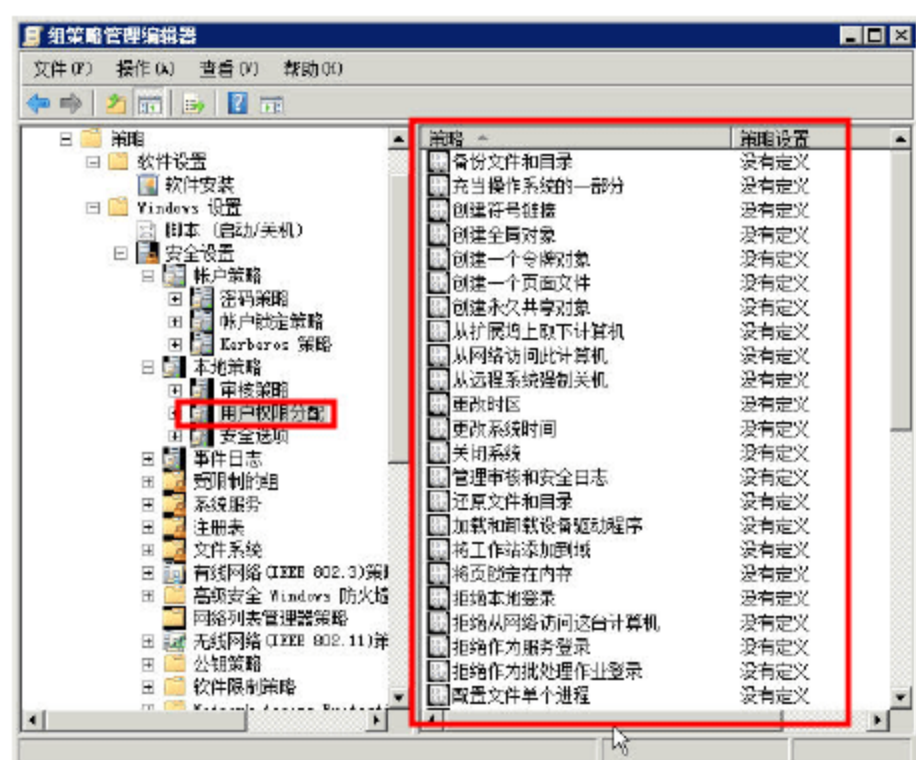 组策略管理编辑器
文件(F) 操作(A) 查看(V) 帮助(H)
策略
软件设置
软件安装
Windows 设置
脚本 (启动/关机)
安全设置
帐户策略
密码策略
帐户锁定策略
Kerberos 策略
本地策略
审核策略
用户权限分配
安全选项
事件日志
受限制的组
系统服务
注册表
文件系统
有线网络(IEEE 802.3)策
高级安全 Windows 防火墙
网络列表管理器策略
无线网络(IEEE 802.11)策
公钥策略
软件限制策略
策略 策略设置
备份文件和目录 没有定义
充当操作系统的一部分 没有定义
创建符号链接 没有定义
创建全局对象 没有定义
创建一个令牌对象 没有定义
创建一个页面文件 没有定义
创建永久共享对象 没有定义
从扩展坞上取下计算机 没有定义
从网络访问此计算机 没有定义
从远程系统强制关机 没有定义
更改时区 没有定义
更改系统时间 没有定义
关闭系统 没有定义
管理审核和安全日志 没有定义
还原文件和目录 没有定义
加载和卸载设备驱动程序 没有定义
将工作站添加到域 没有定义
将页锁定在内存 没有定义
拒绝本地登录 没有定义
拒绝从网络访问这台计算机 没有定义
拒绝作为服务登录 没有定义
拒绝作为批处理作业登录 没有定义
配置文件单个进程 没有定义